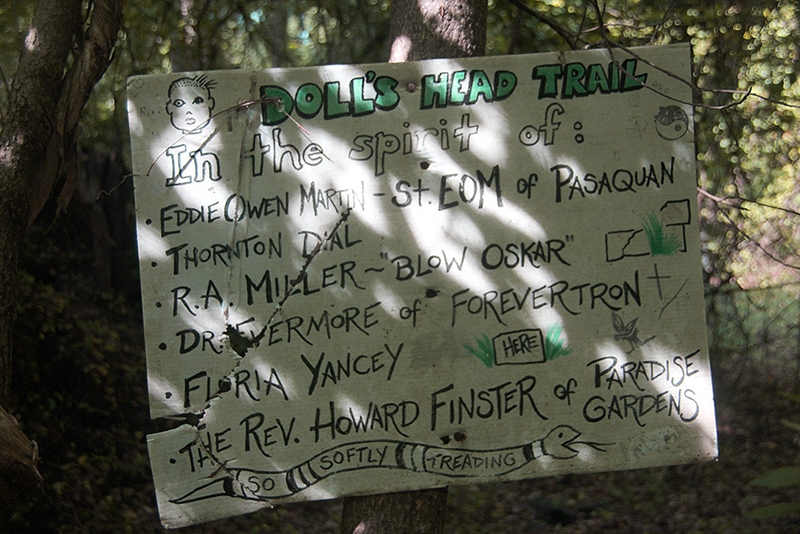 DOLL'S HEAD TRAIL
In the spirit of:
• EDDIE OWEN MARTIN - ST. EOM of PASAQUAN
• THORNTON DIAL
• R.A. MILLER ~ "BLOW OSKAR"
• DR. EVERMORE of FOREVERTRON
• FLORIA YANCEY
HERE
• THE REV. HOWARD FINSTER of PARADISE GARDENS
SO SOFTLY TREADING